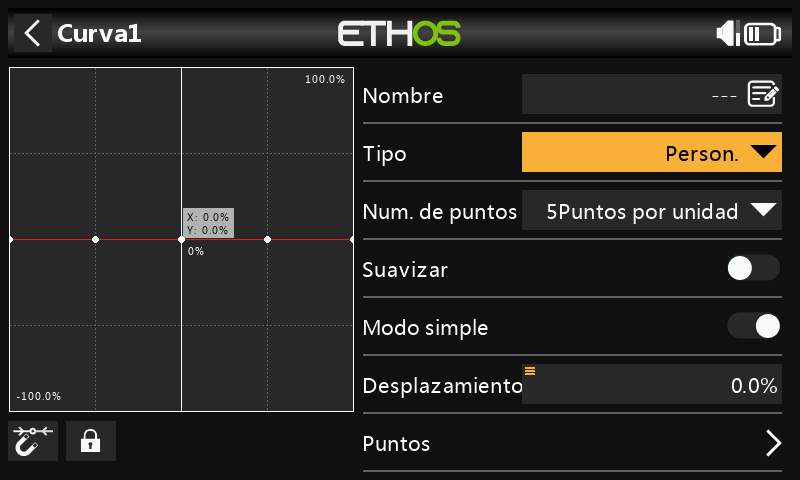 Curva1
ETHOS
100.0%
X: 0.0%
Y: 0.0%
0%
-100.0%
Nombre
---
Tipo
Person.
Num. de puntos
5Puntos por unidad
Suavizar
Modo simple
Desplazamiento
0.0%
Puntos